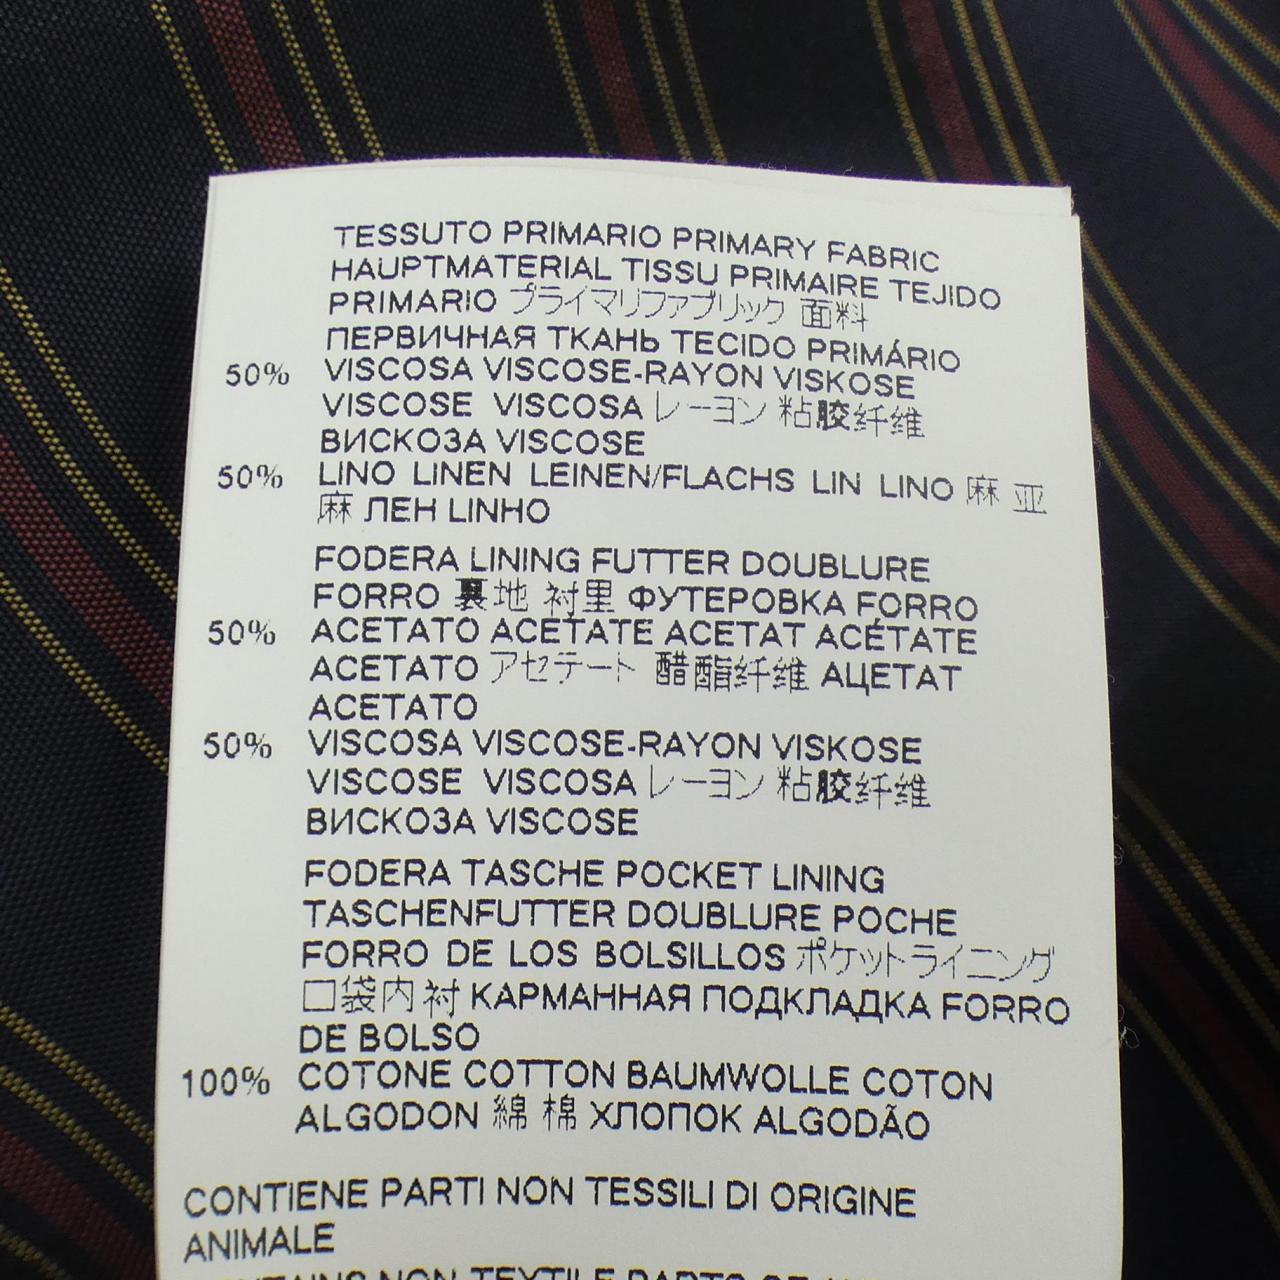 TESSUTO PRIMARIO PRIMARY FABRIC
HAUPTMATERIAL TISSU PRIMAIRE TEJIDO
PRIMARIO プライマリファブリック 面料
ПЕРВИЧНАЯ ТКАНЬ TECIDO PRIMÁRIO
50% VISCOSA VISCOSE-RAYON VISKOSE
VISCOSE VISCOSA レーヨン 粘胶纤维
ВИСКОЗА VISCOSE
50% LINO LINEN LEINEN/FLACHS LIN LINO 麻 亚
麻 ЛЕН LINHO
FODERA LINING FUTTER DOUBLURE
FORRO 裏地 衬里 ФУТЕРОВКА FORRO
50% ACETATO ACETATE ACETAT ACÉTATE
ACETATO アセテート 醋酯纤维 АЦЕТАТ
ACETATO
50% VISCOSA VISCOSE-RAYON VISKOSE
VISCOSE VISCOSA レーヨン 粘胶纤维
ВИСКОЗА VISCOSE
FODERA TASCHE POCKET LINING
TASCHENFUTTER DOUBLURE POCHE
FORRO DE LOS BOLSILLOS ポケットライニング
口袋内衬 КАРМАННАЯ ПОДКЛАДКА FORRO
DE BOLSO
100% COTONE COTTON BAUMWOLLE COTON
ALGODON 綿 棉 ХЛОПОК ALGODÃO
CONTIENE PARTI NON TESSILI DI ORIGINE
ANIMALE
CONTAINS NON-TEXTILE PARTS OF